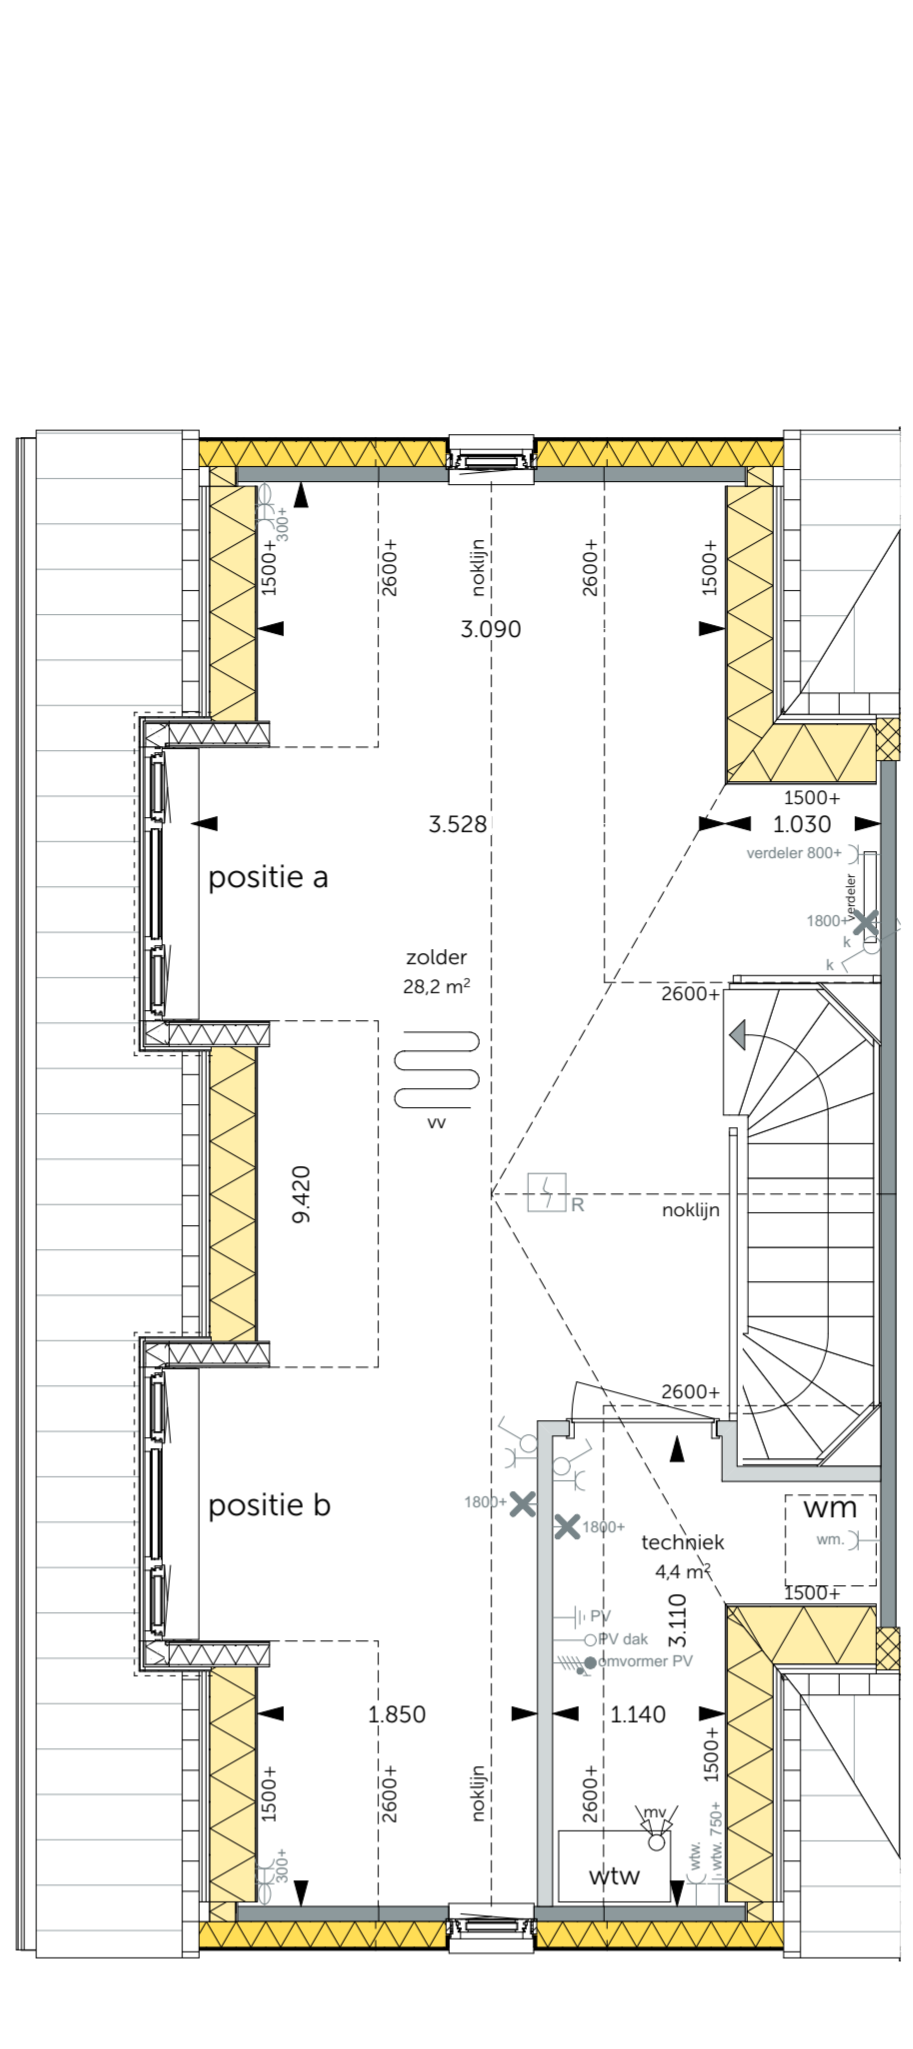 300+
1500+
2600+
noklijn
2600+
1500+
3.090
1500+
3.528
1.030
verdeler 800+
positie a
verdeler
1800+
k
k
zolder
28,2 m²
2600+
vv
9.420
R
noklijn
2600+
positie b
1800+
1800+
wm
wm.
techniek
4,4 m²
1500+
3.110
PV
PV dak
omvormer PV
1.850
1.140
1500+
1500+
2600+
noklijn
2600+
mv
300+
wtw
wtw.
wtw. 750+